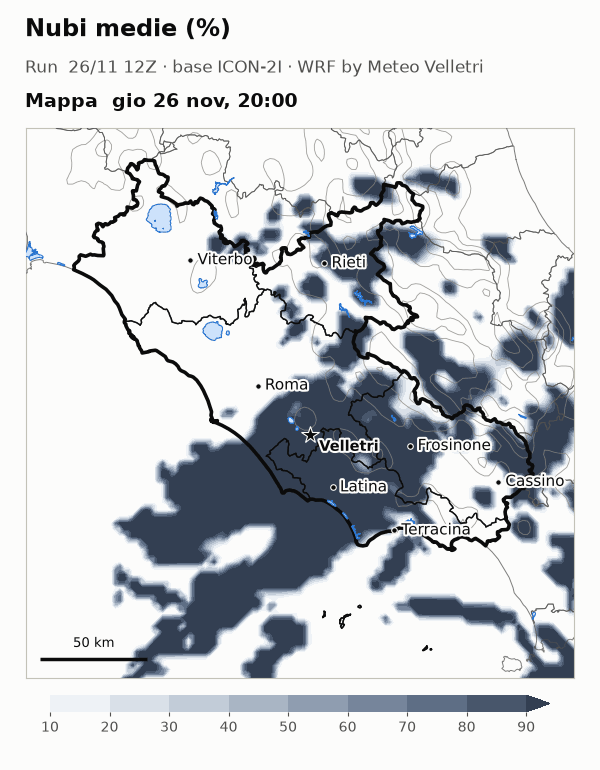 Nubi medie (%)
Run  26/11 12Z · base ICON-2I · WRF by Meteo Velletri
Mappa  gio 26 nov, 20:00
Viterbo
Rieti
Roma
Velletri
Frosinone
Latina
Cassino
Terracina
50 km
10 20 30 40 50 60 70 80 90